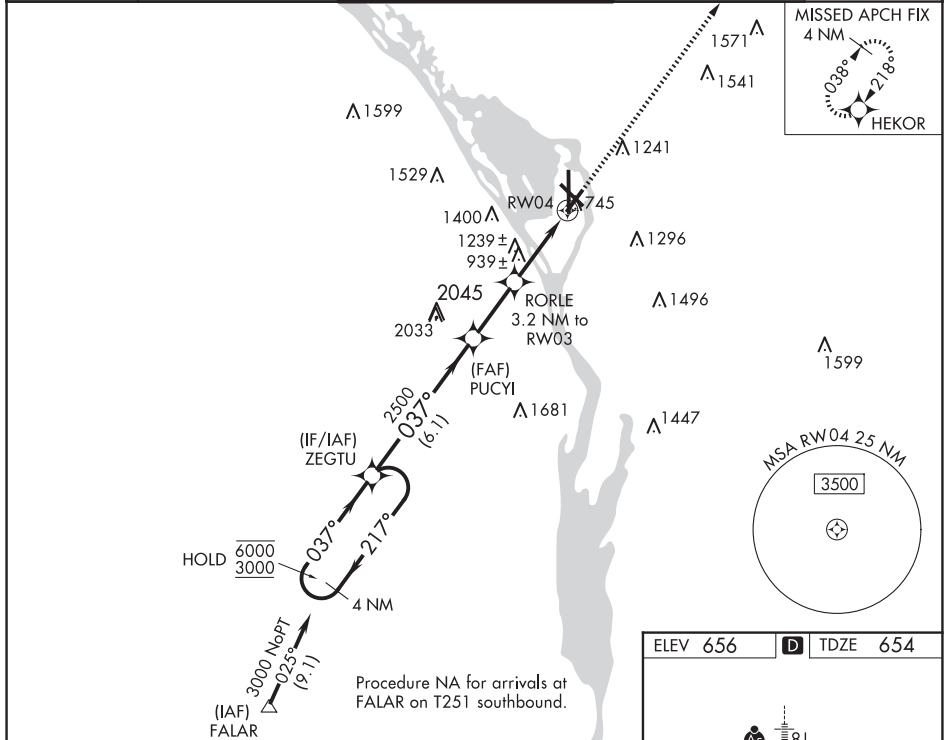 MISSED APCH FIX
4 NM
038°
218°
HEKOR
1571
1541
1599
1241
1529
RW04
745
1400
1239±
939±
1296
2045
RORLE
3.2 NM to
RW03
1496
2033
(FAF)
PUCYI
1599
2500
037°
(6.1)
1681
1447
(IF/IAF)
ZEGTU
MSA RW04 25 NM
3500
037°
217°
HOLD
6000
3000
4 NM
3000 NoPT
025°
(9.1)
(IAF)
FALAR
Procedure NA for arrivals at
FALAR on T251 southbound.
ELEV 656
D
TDZE 654